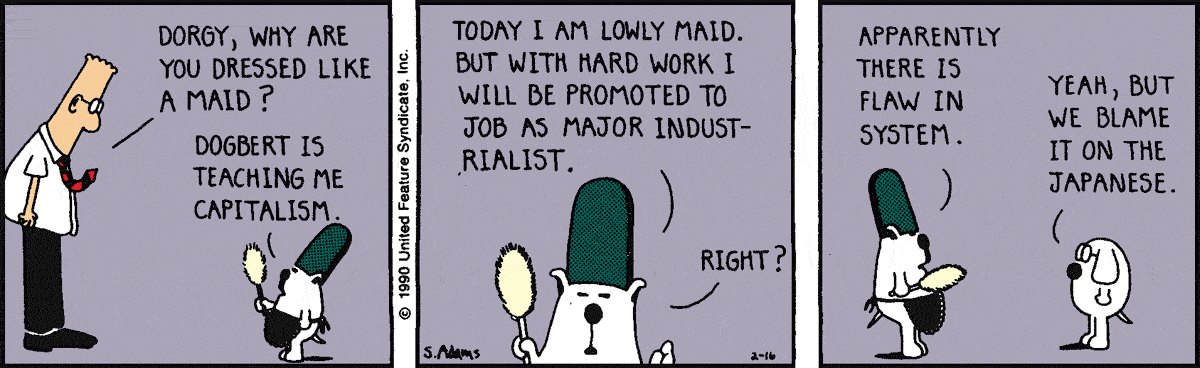 DORGY, WHY ARE
YOU DRESSED LIKE
A MAID?
DOGBERT IS
TEACHING ME
CAPITALISM.
© 1990 United Feature Syndicate, Inc.
TODAY I AM LOWLY MAID.
BUT WITH HARD WORK I
WILL BE PROMOTED TO
JOB AS MAJOR INDUST-
RIALIST.
RIGHT?
S.Adams
2-16
APPARENTLY
THERE IS
FLAW IN
SYSTEM.
YEAH, BUT
WE BLAME
IT ON THE
JAPANESE.